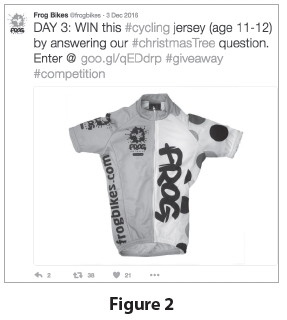 Frog Bikes @frogbikes · 3 Dec 2016
DAY 3: WIN this #cycling jersey (age 11-12)
by answering our #christmasTree question.
Enter @ goo.gl/qEDdrp #giveaway
#competition
FROG
frogbikes.com
FROG
2 38 21
Figure 2